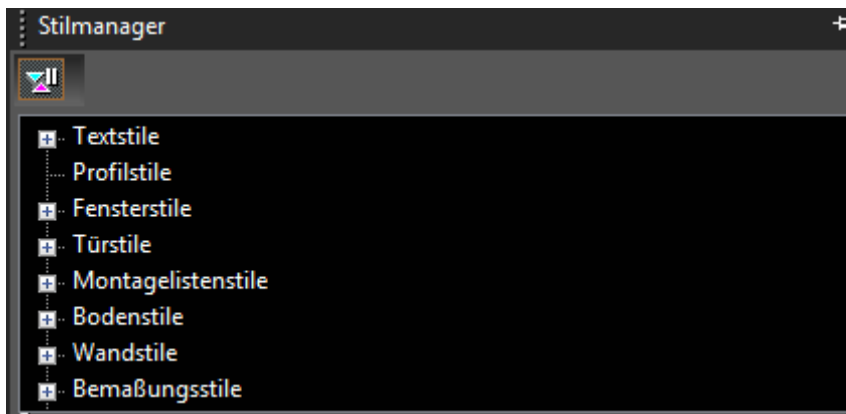 Stilmanager
Textstile
Profilstile
Fensterstile
Türstile
Montagelistenstile
Bodenstile
Wandstile
Bemaßungsstile